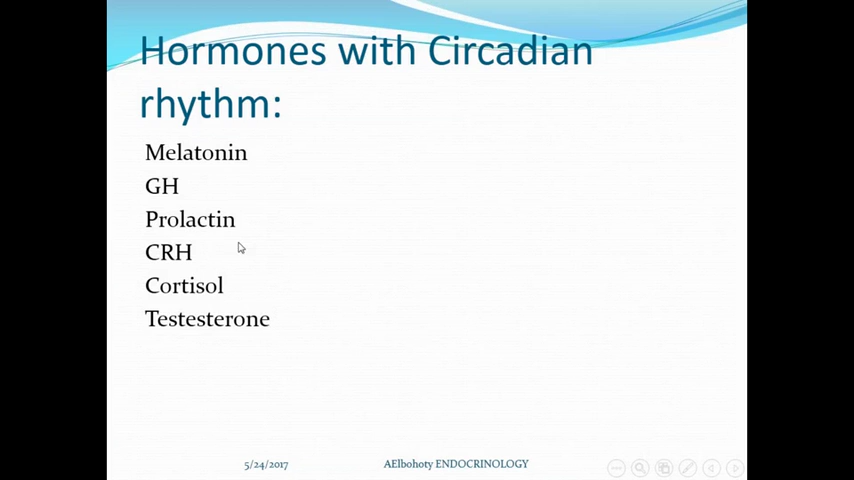 Hormones with Circadian
rhythm:
Melatonin
GH
Prolactin
CRH
Cortisol
Testesterone
5/24/2017
AElbohoty ENDOCRINOLOGY